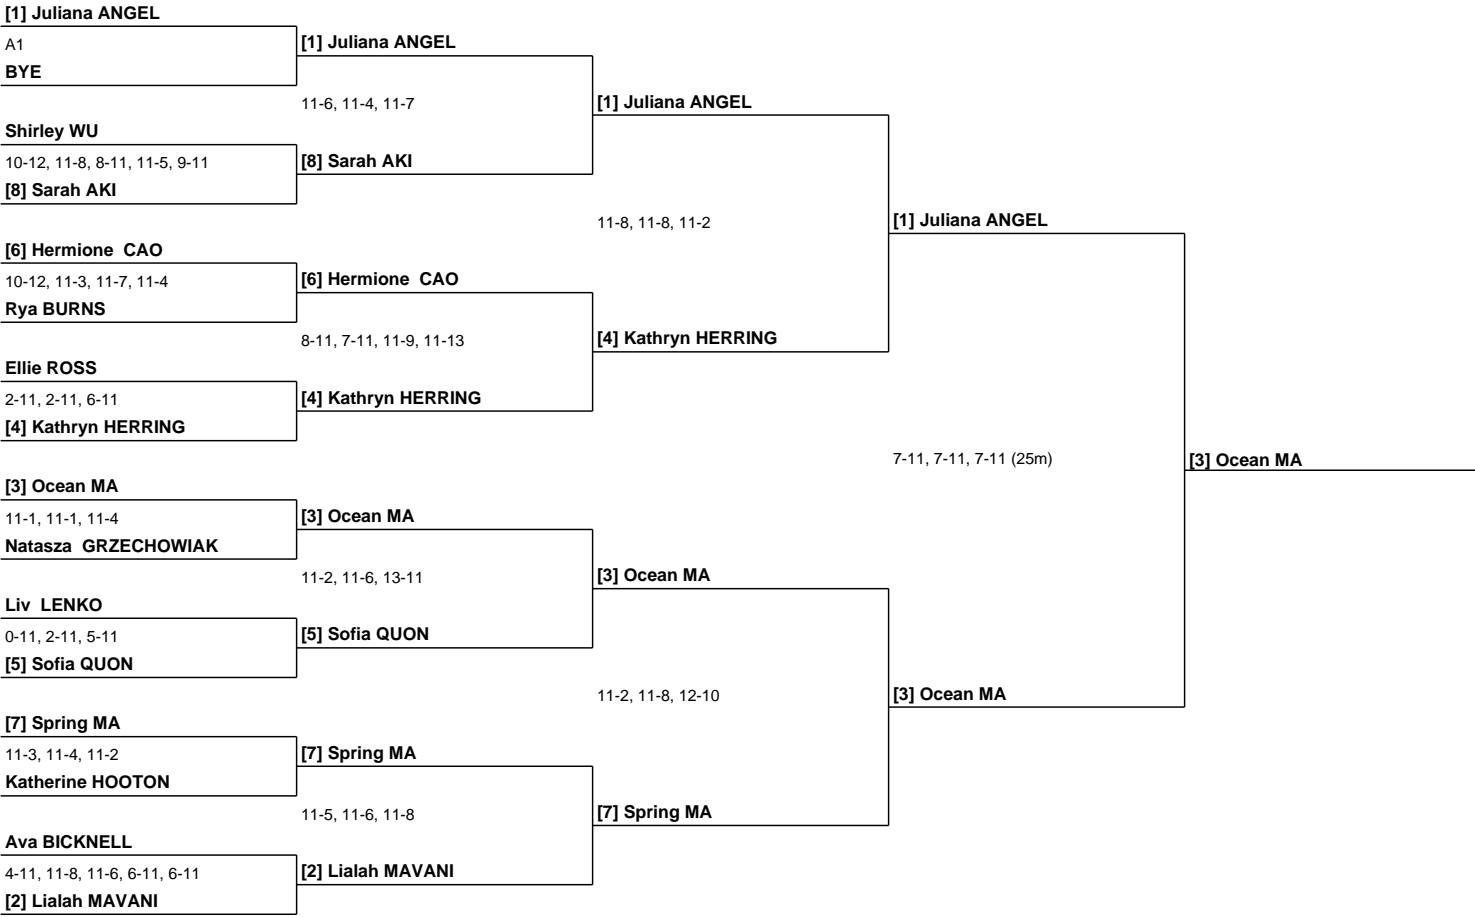 [1] Juliana ANGEL
A1
BYE
Shirley WU
10-12, 11-8, 8-11, 11-5, 9-11
[8] Sarah AKI
[6] Hermione  CAO
10-12, 11-3, 11-7, 11-4
Rya BURNS
Ellie ROSS
2-11, 2-11, 6-11
[4] Kathryn HERRING
[3] Ocean MA
11-1, 11-1, 11-4
Natasza  GRZECHOWIAK
Liv  LENKO
0-11, 2-11, 5-11
[5] Sofia QUON
[7] Spring MA
11-3, 11-4, 11-2
Katherine HOOTON
Ava BICKNELL
4-11, 11-8, 11-6, 6-11, 6-11
[2] Lialah MAVANI
[1] Juliana ANGEL
11-6, 11-4, 11-7
[8] Sarah AKI
[6] Hermione  CAO
8-11, 7-11, 11-9, 11-13
[4] Kathryn HERRING
[3] Ocean MA
11-2, 11-6, 13-11
[5] Sofia QUON
[7] Spring MA
11-5, 11-6, 11-8
[2] Lialah MAVANI
[1] Juliana ANGEL
11-8, 11-8, 11-2
[4] Kathryn HERRING
[3] Ocean MA
11-2, 11-8, 12-10
[7] Spring MA
[1] Juliana ANGEL
7-11, 7-11, 7-11 (25m)
[3] Ocean MA
[3] Ocean MA